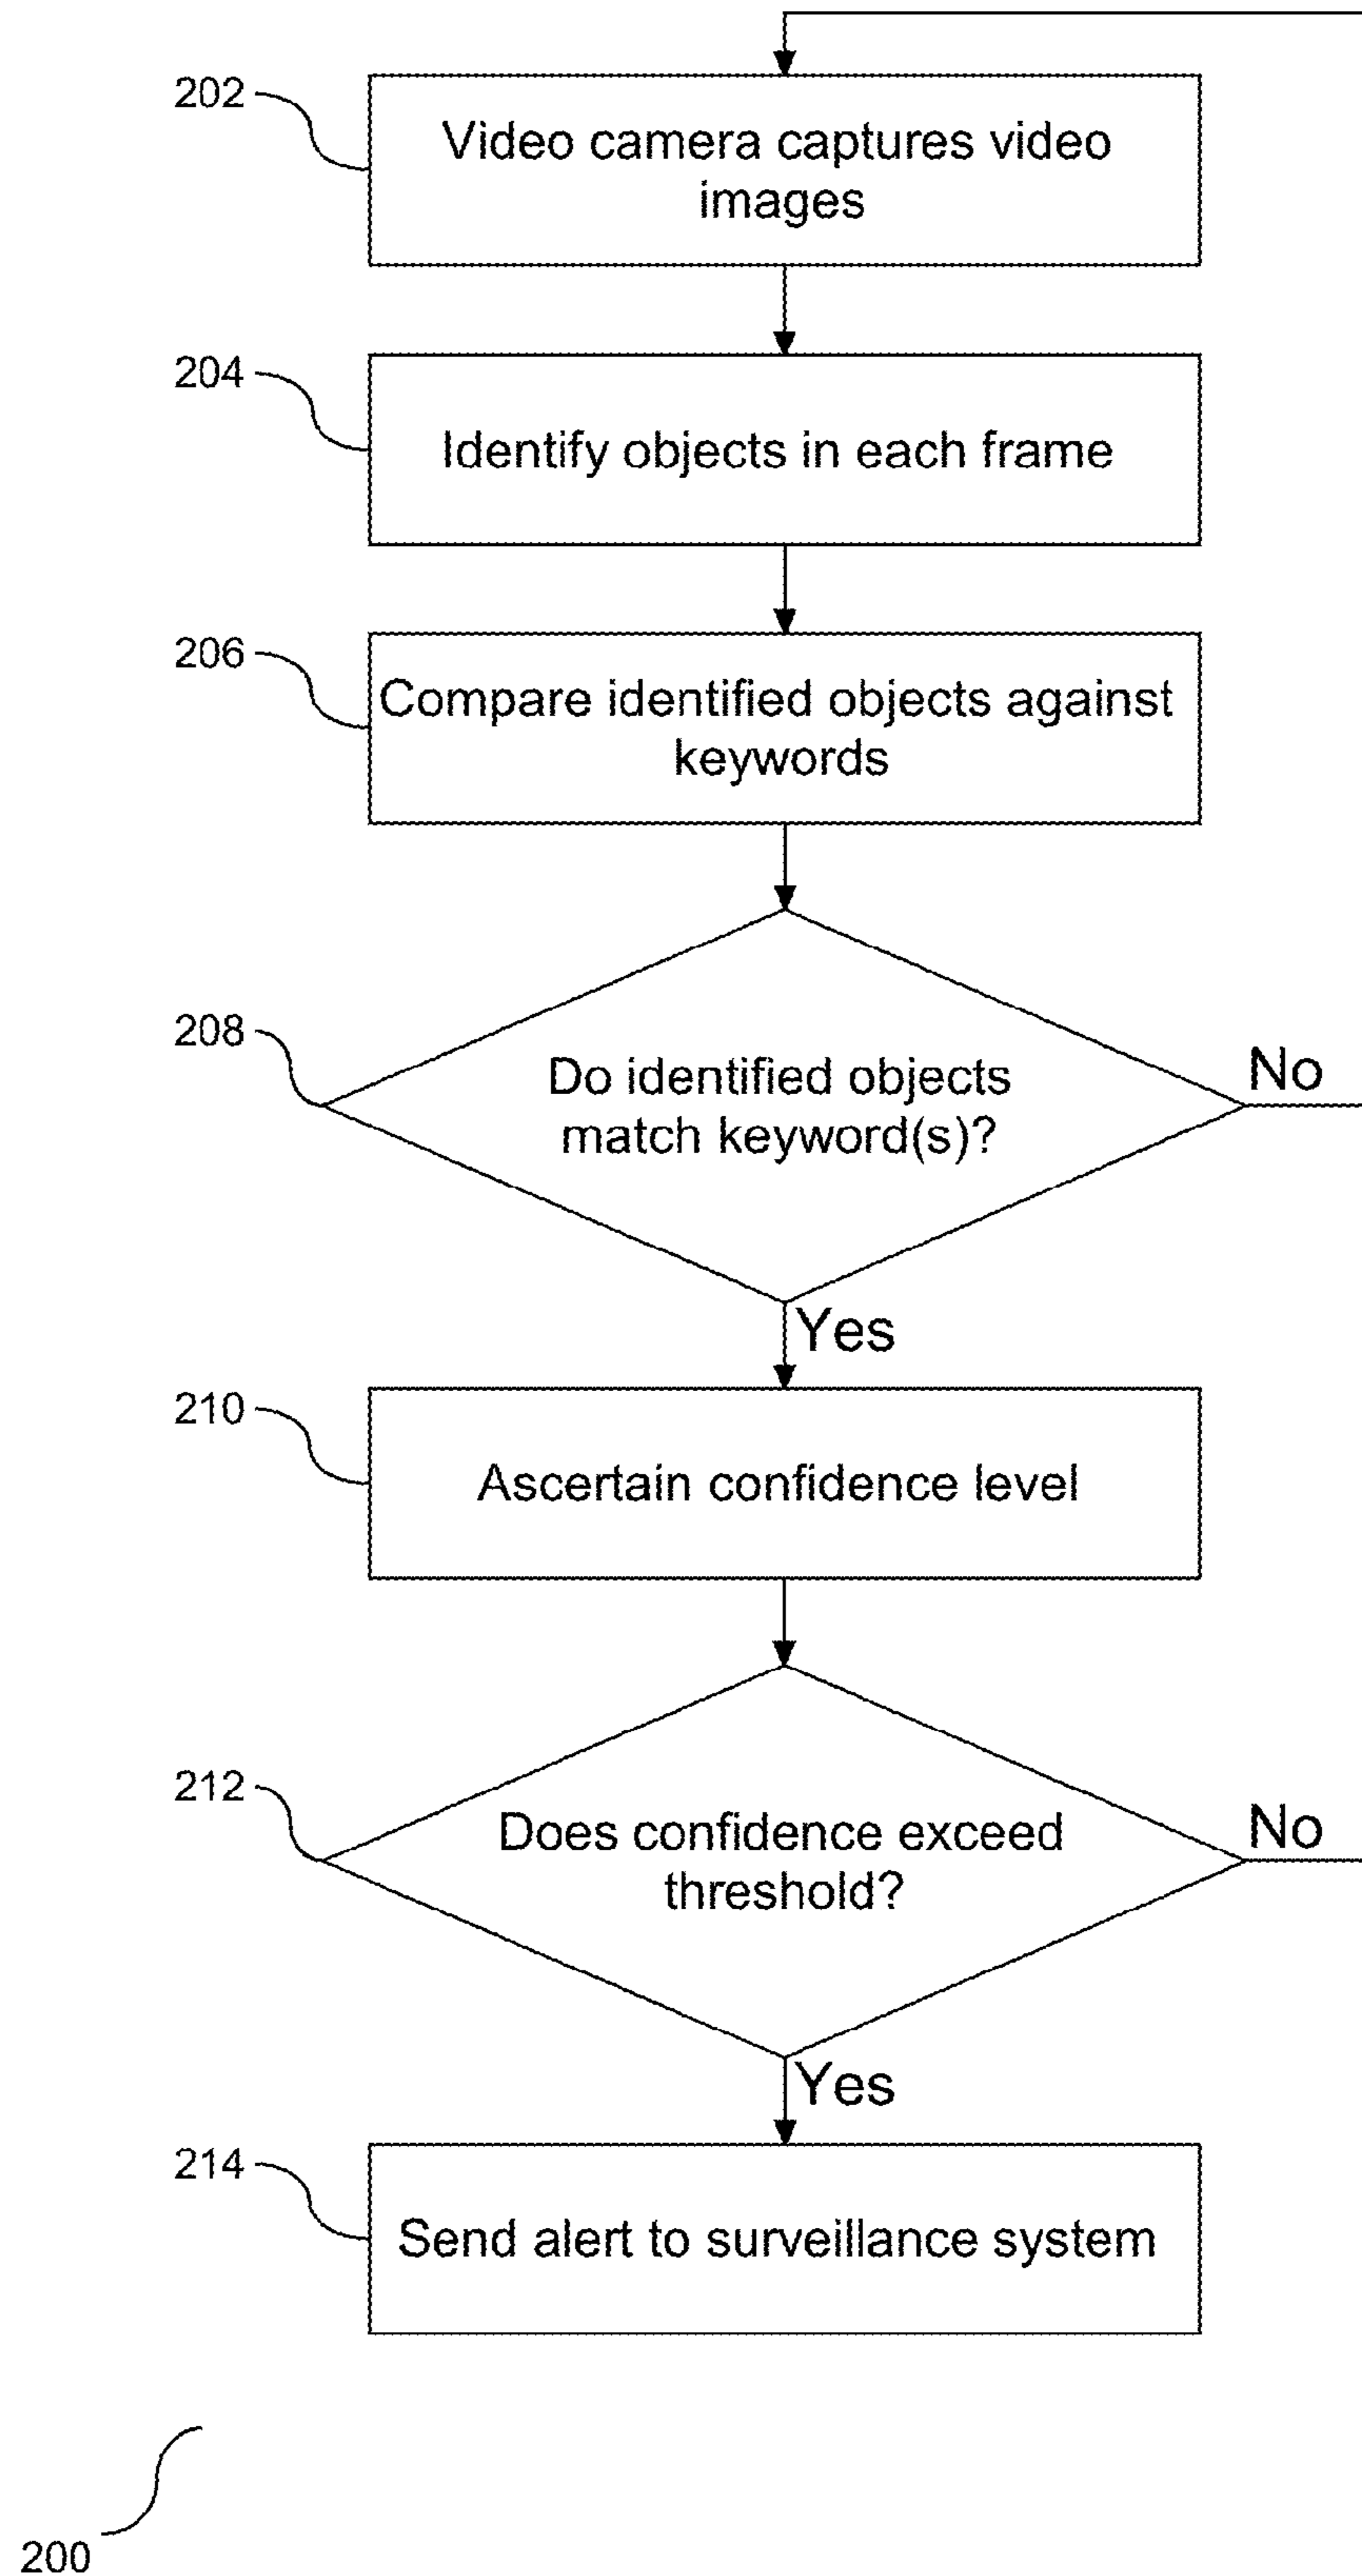 202
Video camera captures video
images
204
Identify objects in each frame
206
Compare identified objects against
keywords
208
Do identified objects
match keyword(s)?
No
Yes
210
Ascertain confidence level
212
Does confidence exceed
threshold?
No
Yes
214
Send alert to surveillance system
200